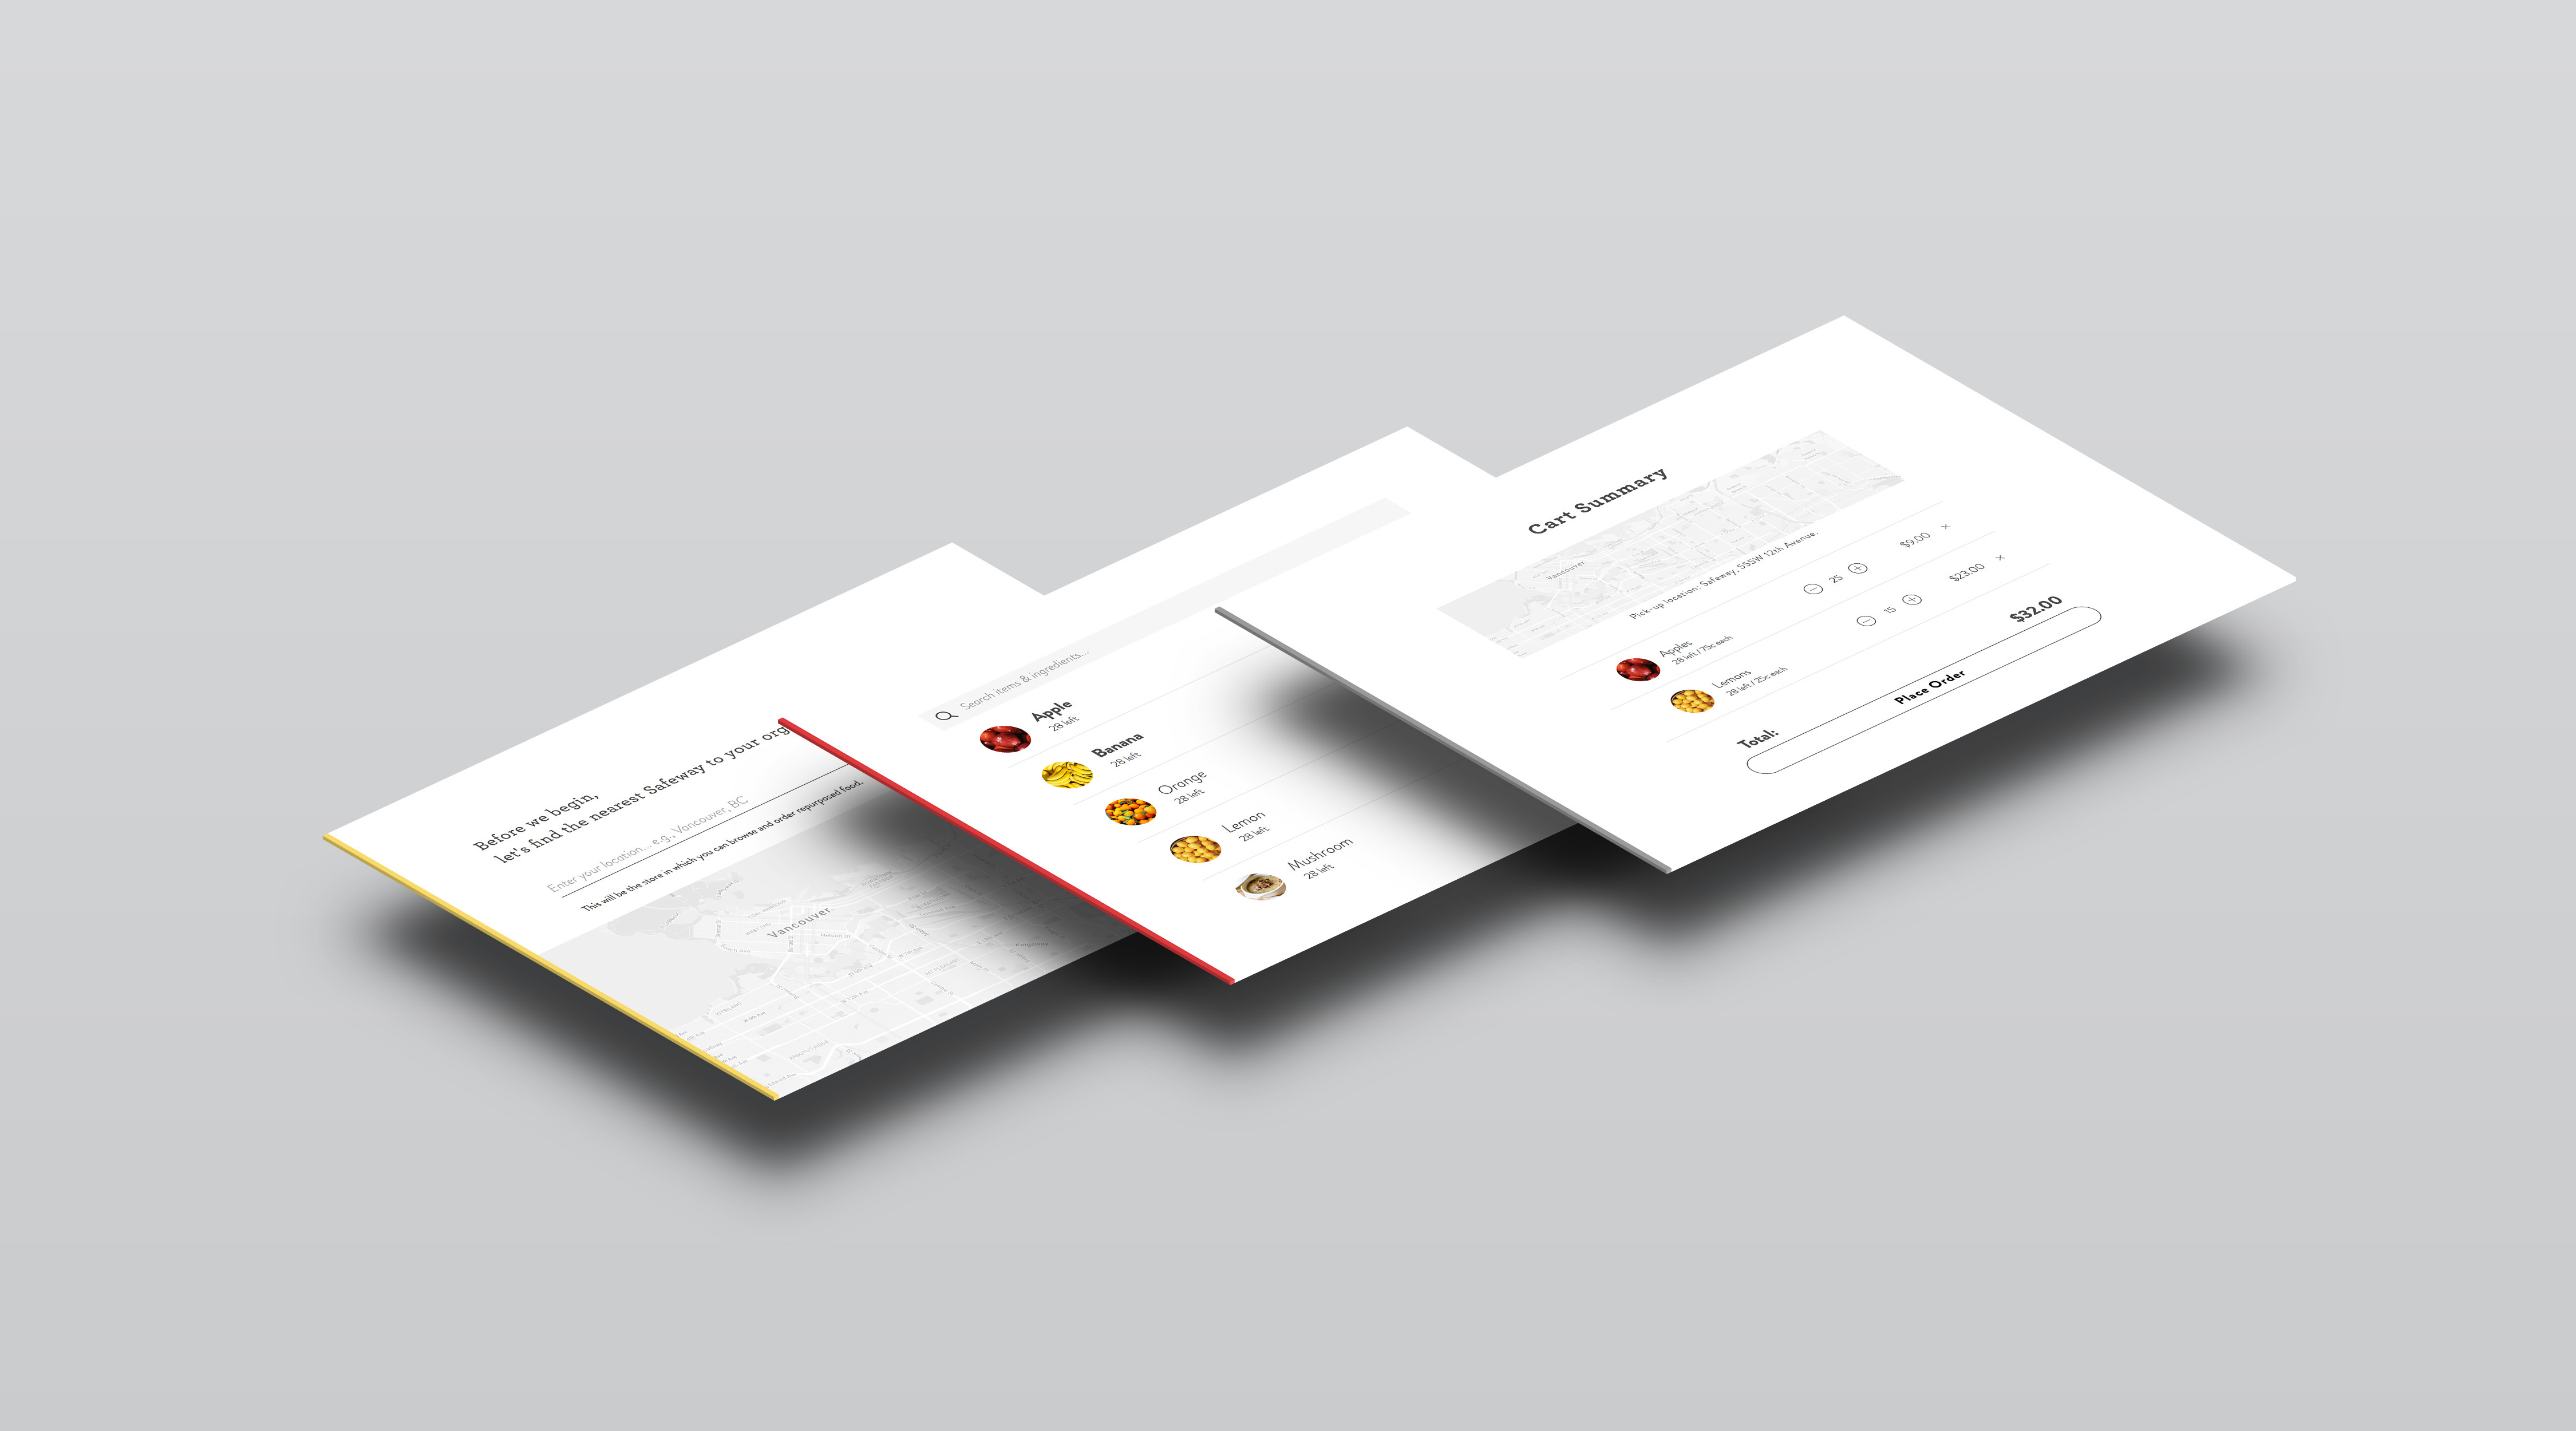 Before we begin,
let's find the nearest Safeway to your org
Enter your location... e.g., Vancouver, BC
This will be the store in which you can browse and order repurposed food.
Vancouver
Search items & ingredients...
Apple
28 left
Banana
28 left
Orange
28 left
Lemon
28 left
Mushroom
28 left
Cart Summary
Vancouver
Pick-up location: Safeway, 555W 12th Avenue.
Apples
28 left / 75c each
25
$9.00
Lemons
28 left / 25c each
15
$23.00
Total:
$32.00
Place Order